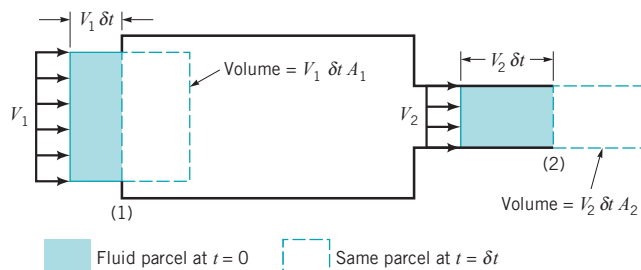 V₁ δt
Volume = V₁ δt A₁
V₂ δt
V₁
V₂
(1)
(2)
Volume = V₂ δt A₂
Fluid parcel at t = 0
Same parcel at t = δt